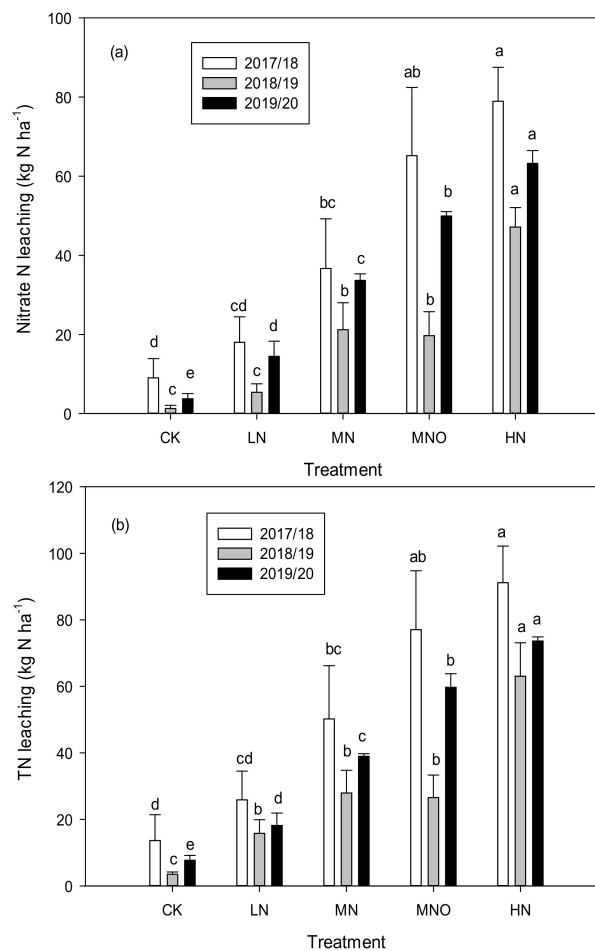 100
(a)
2017/18
2018/19
2019/20
a
ab
80
a
b
60
bc
a
c
40
cd
b
b
d
20
d
c
c
e
0
Nitrate N leaching (kg N ha⁻¹)
CK LN MN MNO HN
Treatment
120
(b)
2017/18
2018/19
2019/20
a
ab
100
80
bc
a a
b
60
c
cd
b
b
40
d
b d
20
c
e
0
TN leaching (kg N ha⁻¹)
CK LN MN MNO HN
Treatment